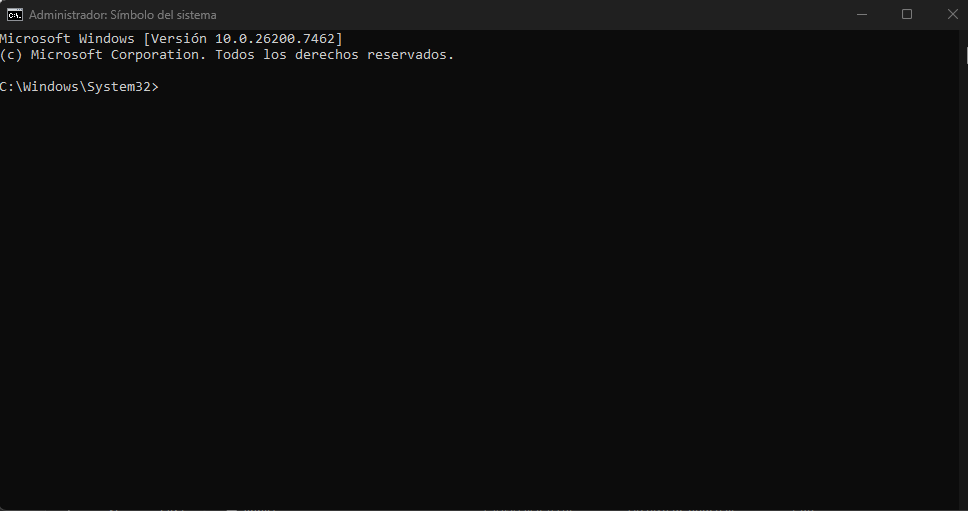 Administrador: Símbolo del sistema
Microsoft Windows [Versión 10.0.26200.7462]
(c) Microsoft Corporation. Todos los derechos reservados.
C:\Windows\System32>